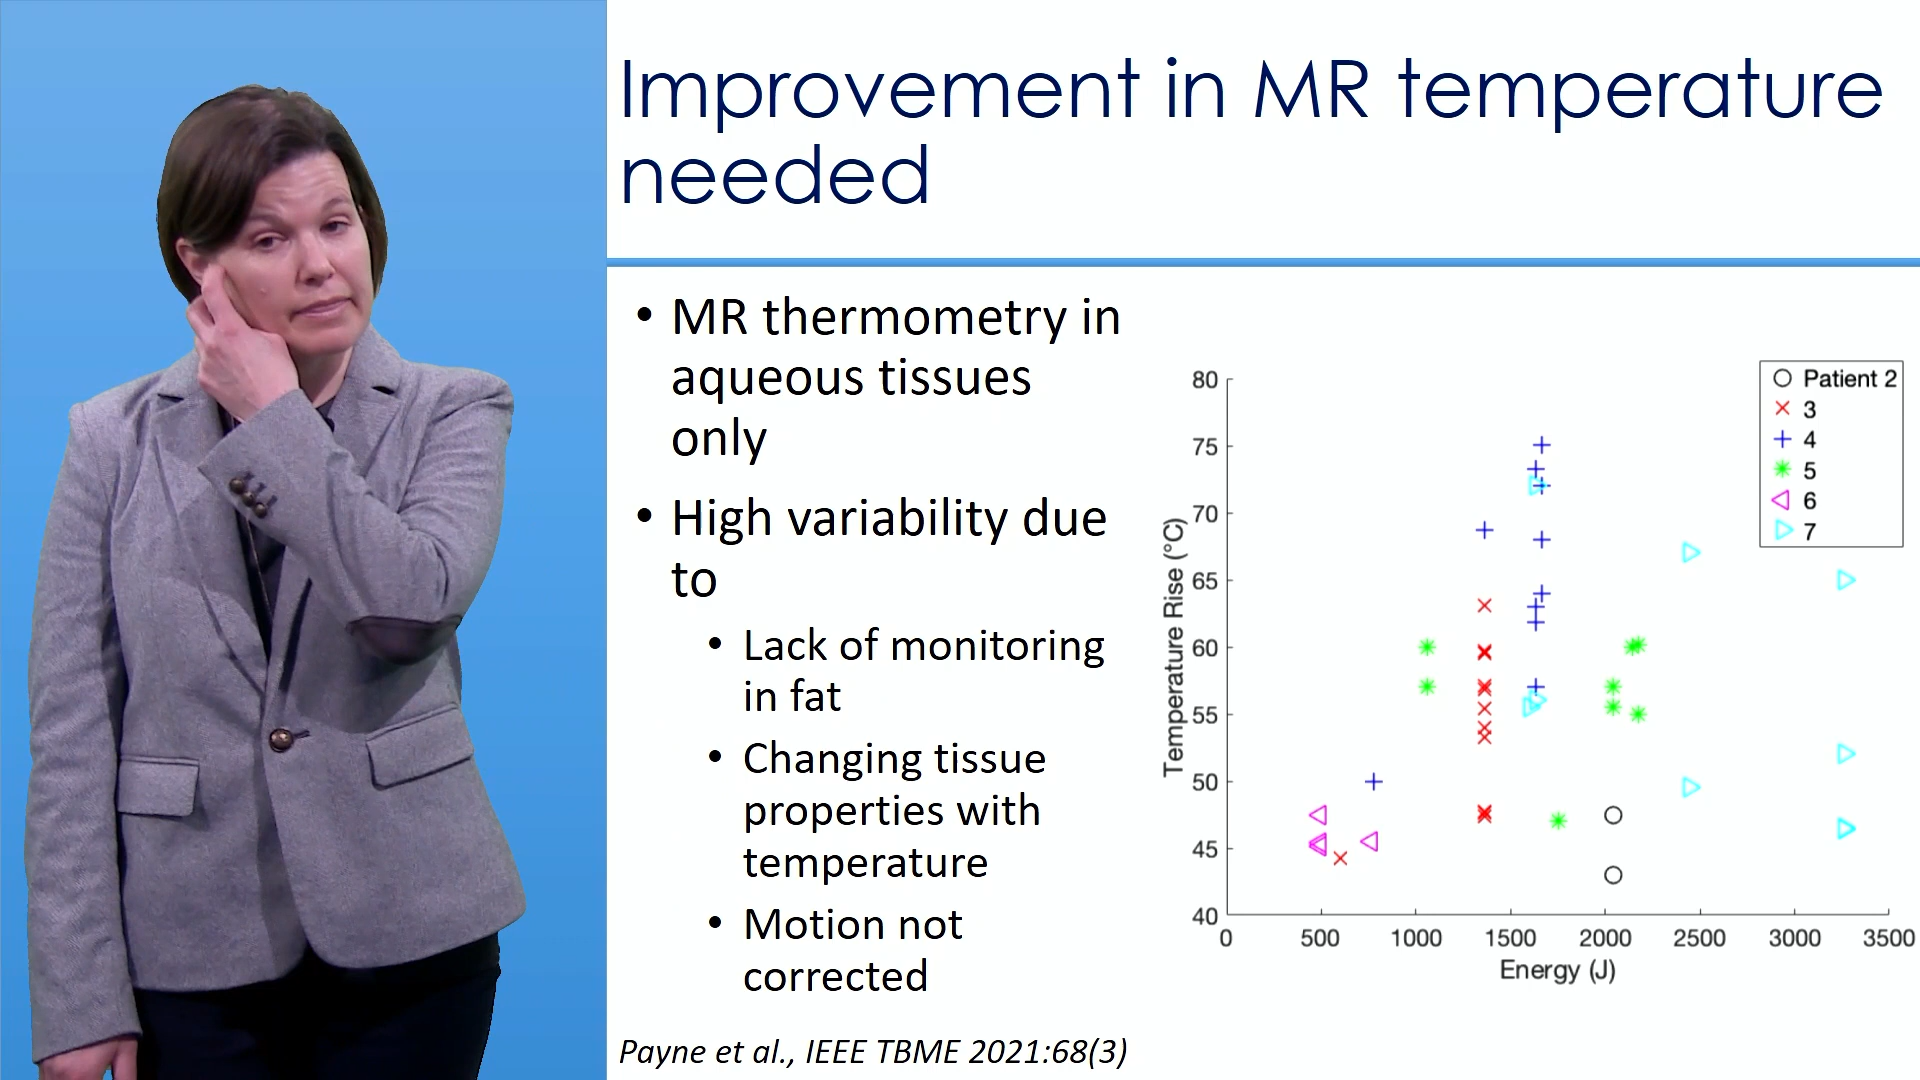 Improvement in MR temperature
needed
• MR thermometry in
aqueous tissues
only
• High variability due
to
• Lack of monitoring
in fat
• Changing tissue
properties with
temperature
• Motion not
corrected
Payne et al., IEEE TBME 2021:68(3)
Temperature Rise (°C)
80
75
70
65
60
55
50
45
40
0 500 1000 1500 2000 2500 3000 3500
Energy (J)
Patient 2
3
4
5
6
7